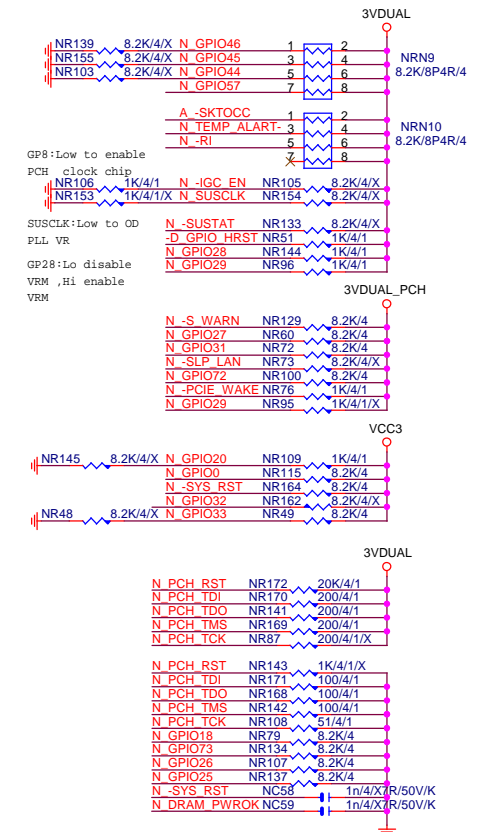 3VDUAL
NR139 8.2K/4/X N_GPIO46 1 2
NR155 8.2K/4/X N_GPIO45 3 4 NRN9
NR103 8.2K/4/X N_GPIO44 5 6 8.2K/8P4R/4
N_GPIO57 7 8
A_-SKTOCC 1 2
N_TEMP_ALART- 3 4 NRN10
N_-RI 5 6 8.2K/8P4R/4
7 8
GP8:Low to enable
PCH clock chip
NR106 1K/4/1 N_-IGC_EN NR105 8.2K/4/X
NR153 1K/4/1/X N_SUSCLK NR154 8.2K/4/X
SUSCLK:Low to OD
PLL VR
GP28:Lo disable
VRM ,Hi enable
VRM
N_-SUSTAT NR133 8.2K/4/X
-D_GPIO_HRST NR51 1K/4/1
N_GPIO28 NR144 1K/4/1
N_GPIO29 NR96 1K/4/1
3VDUAL_PCH
N_-S_WARN NR129 8.2K/4
N_GPIO27 NR60 8.2K/4
N_GPIO31 NR72 8.2K/4
N_-SLP_LAN NR73 8.2K/4/X
N_GPIO72 NR100 8.2K/4
N_-PCIE_WAKE NR76 1K/4/1
N_GPIO29 NR95 1K/4/1/X
VCC3
NR145 8.2K/4/X N_GPIO20 NR109 1K/4/1
N_GPIO0 NR115 8.2K/4
N_-SYS_RST NR164 8.2K/4
N_GPIO32 NR162 8.2K/4/X
NR48 8.2K/4/X N_GPIO33 NR49 8.2K/4
3VDUAL
N_PCH_RST NR172 20K/4/1
N_PCH_TDI NR170 200/4/1
N_PCH_TDO NR141 200/4/1
N_PCH_TMS NR169 200/4/1
N_PCH_TCK NR87 200/4/1/X
N_PCH_RST NR143 1K/4/1/X
N_PCH_TDI NR171 100/4/1
N_PCH_TDO NR168 100/4/1
N_PCH_TMS NR142 100/4/1
N_PCH_TCK NR108 51/4/1
N_GPIO18 NR79 8.2K/4
N_GPIO73 NR134 8.2K/4
N_GPIO26 NR107 8.2K/4
N_GPIO25 NR137 8.2K/4
N_-SYS_RST NC58 1n/4/X7R/50V/K
N_DRAM_PWROK NC59 1n/4/X7R/50V/K